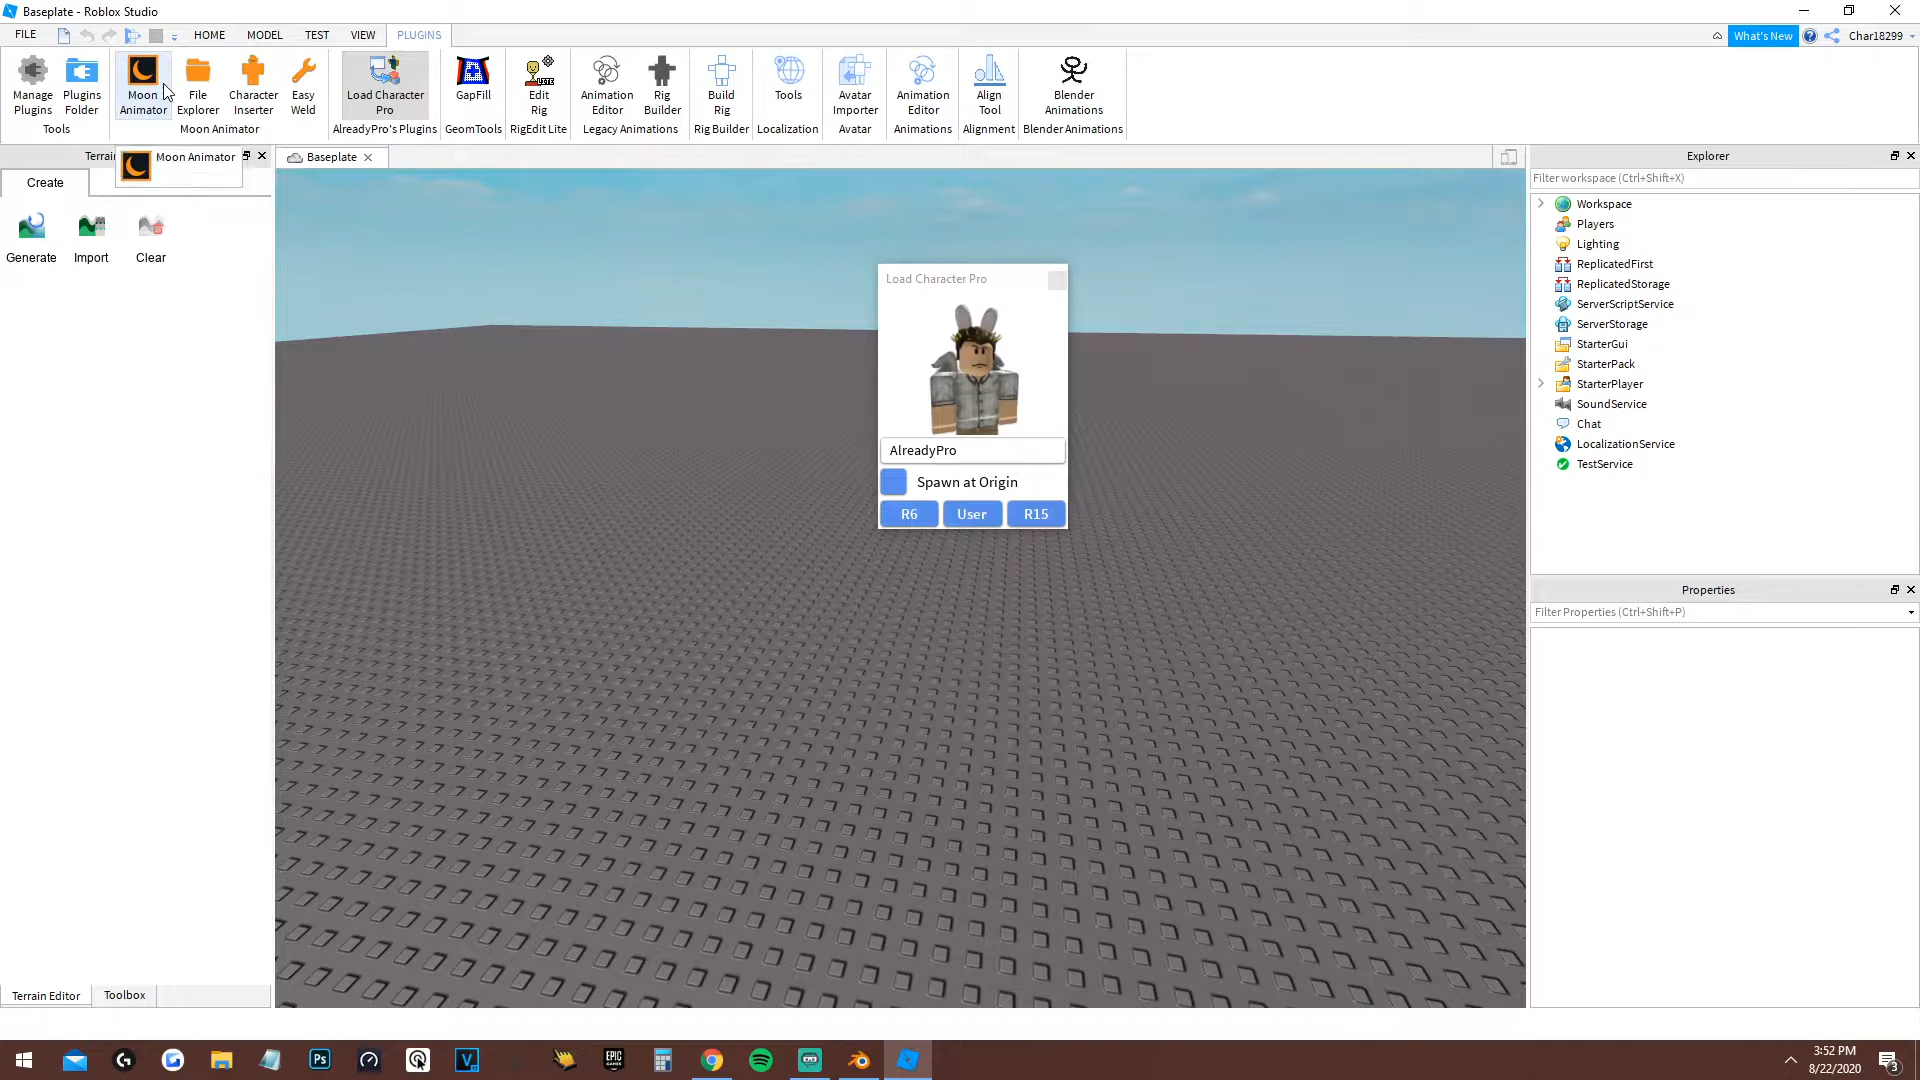 Baseplate - Roblox Studio
FILE
HOME
MODEL
TEST
VIEW
PLUGINS
What's New
Char18299
Manage Plugins
Plugins Folder
Moon Animator
File Explorer
Character Inserter
Easy Weld
Load Character Pro
GapFill
Edit Rig
Animation Editor
Rig Builder
Build Rig
Tools
Avatar Importer
Animation Editor
Align Tool
Blender Animations
Tools
Moon Animator
AlreadyPro's Plugins
GeomTools
RigEdit Lite
Legacy Animations
Rig Builder
Localization
Avatar
Animations
Alignment
Blender Animations
Terrai
Moon Animator
Create
Generate
Import
Clear
Baseplate
Load Character Pro
AlreadyPro
Spawn at Origin
R6
User
R15
Explorer
Filter workspace (Ctrl+Shift+X)
Workspace
Players
Lighting
ReplicatedFirst
ReplicatedStorage
ServerScriptService
ServerStorage
StarterGui
StarterPack
StarterPlayer
SoundService
Chat
LocalizationService
TestService
Properties
Filter Properties (Ctrl+Shift+P)
Terrain Editor
Toolbox
Ps
EPIC
GAMES
3:52 PM
8/22/2020
3